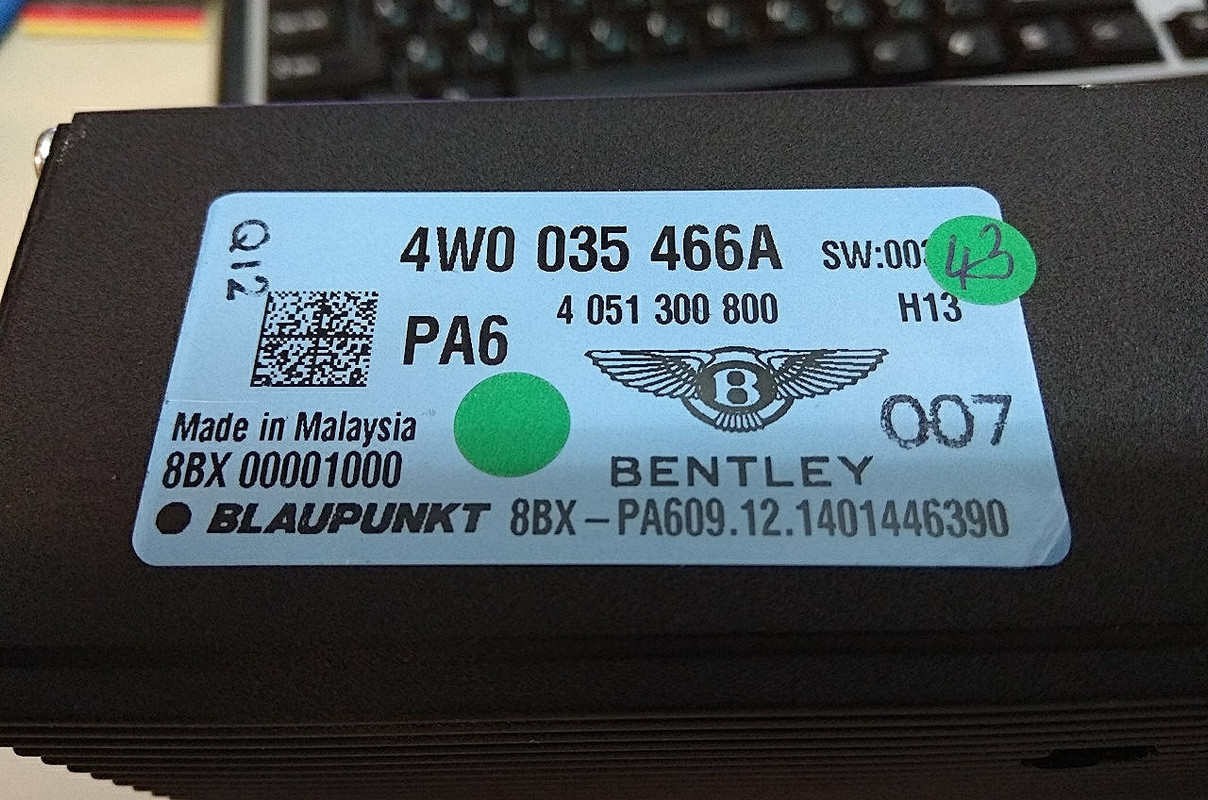 QI2
4W0 035 466A
SW:00
43
4 051 300 800
H13
PA6
B
007
Made in Malaysia
8BX 00001000
BENTLEY
BLAUPUNKT 8BX – PA609.12.1401446390